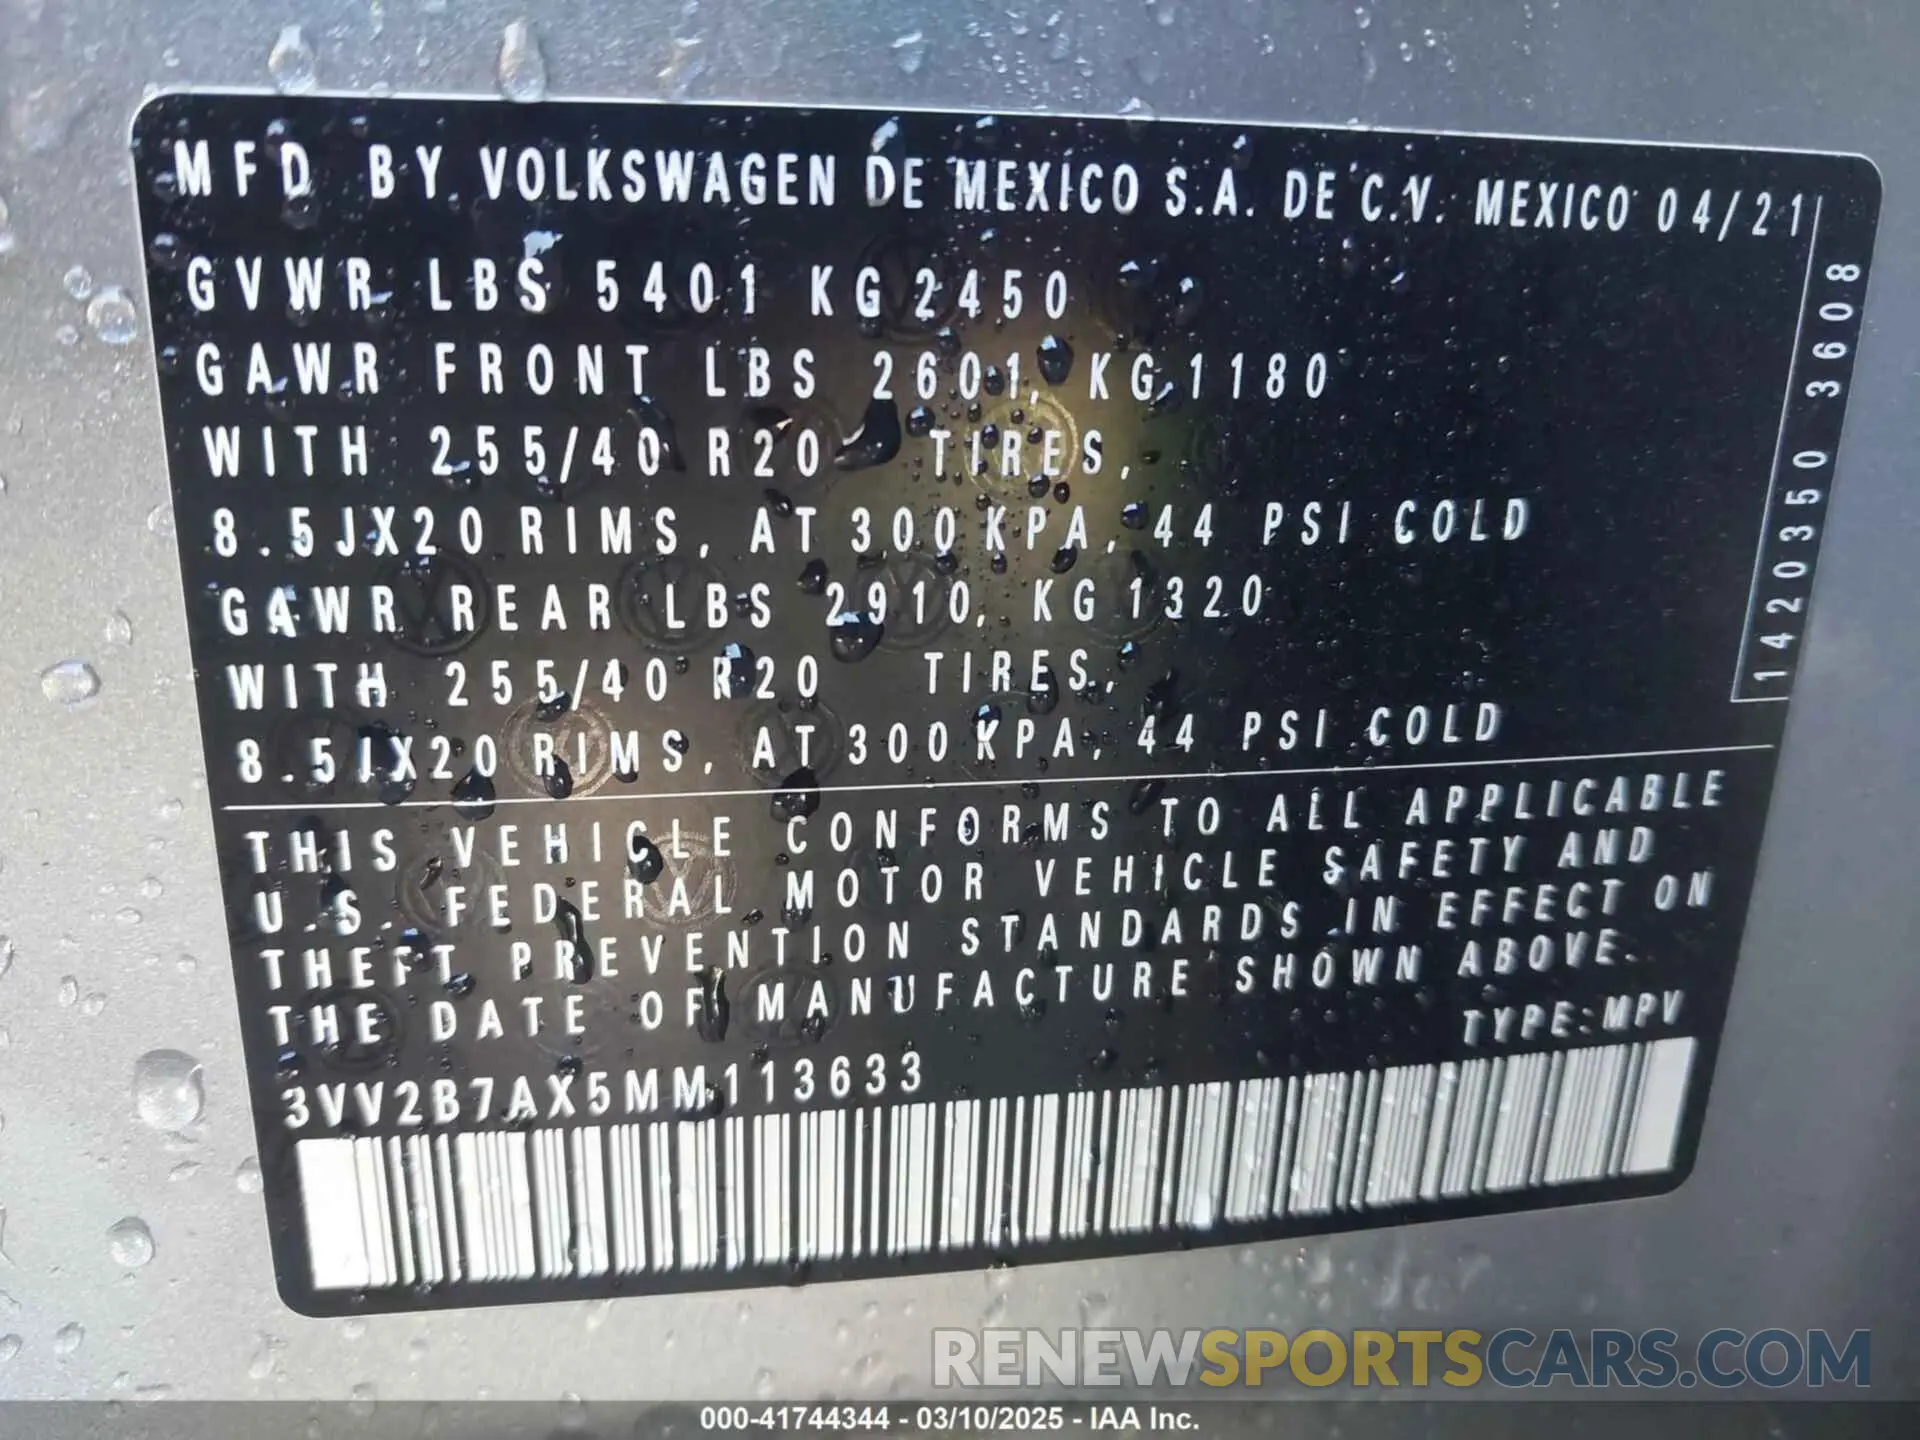 MFD BY VOLKSWAGEN DE MEXICO S.A. DE C.V. MEXICO 04/21
GVWR LBS 5401 KG 2450
GAWR FRONT LBS 2601, KG 1180
WITH 255/40 R20 TIRES,
8.5JX20 RIMS, AT 300 KPA, 44 PSI COLD
GAWR REAR LBS 2910, KG 1320
WITH 255/40 R20 TIRES,
8.5JX20 RIMS, AT 300 KPA, 44 PSI COLD
1420350 3608
THIS VEHICLE CONFORMS TO ALL APPLICABLE
U.S. FEDERAL MOTOR VEHICLE SAFETY AND
THEFT PREVENTION STANDARDS IN EFFECT ON
THE DATE OF MANUFACTURE SHOWN ABOVE.
TYPE:MPV
3VV2B7AX5MM113633
RENEWSPORTSCARS.COM
000-41744344 - 03/10/2025 - IAA Inc.